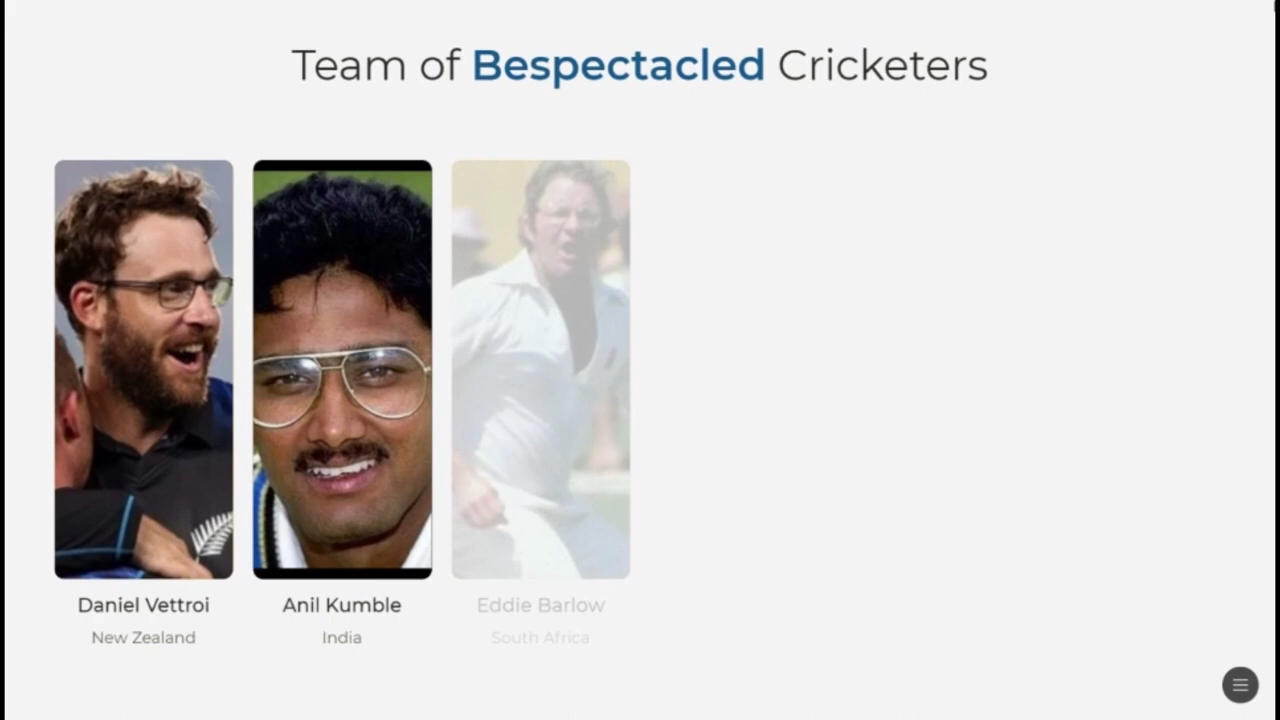 Team of Bespectacled Cricketers
Daniel Vettroi
New Zealand
Anil Kumble
India
Eddie Barlow
South Africa